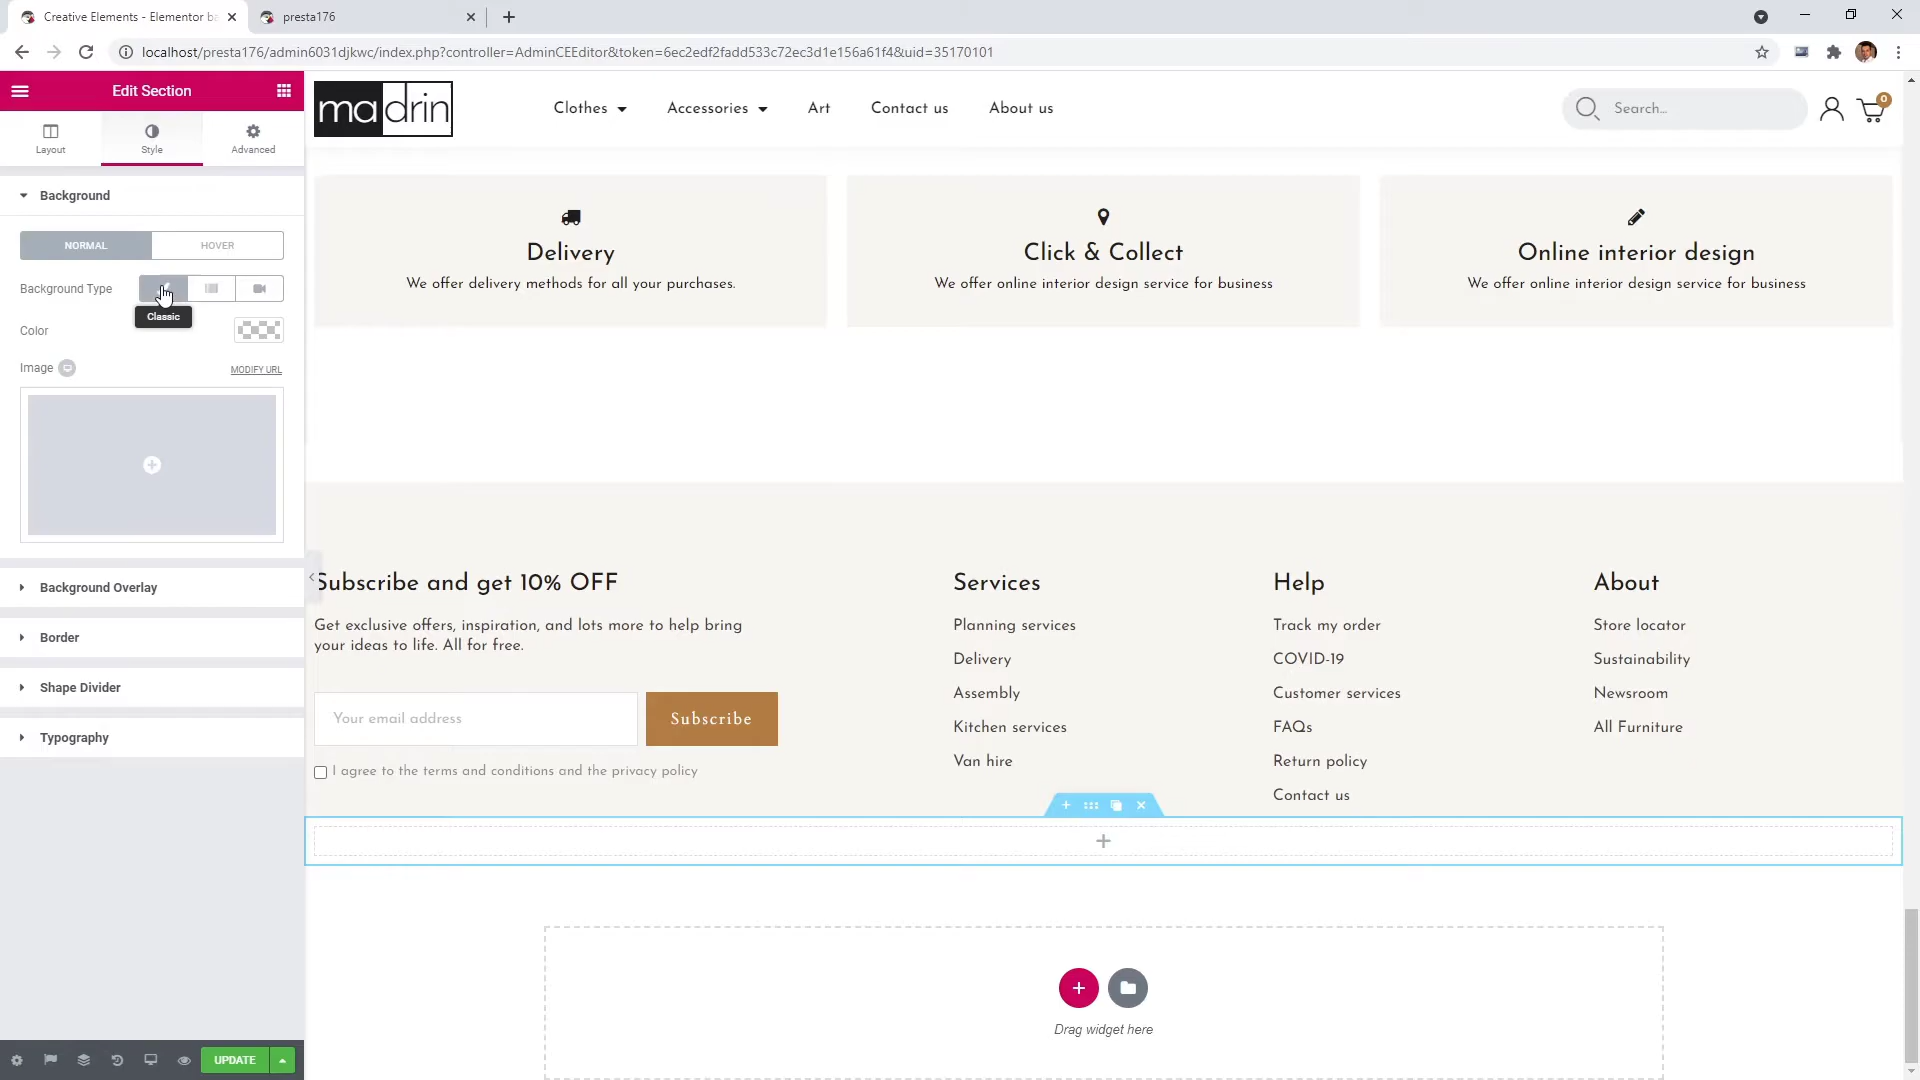 Creative Elements - Elementor ba
presta176
localhost/presta176/admin6031djkwc/index.php?controller=AdminCEEditor&token=6ec2edf2fadd533c72ec3d1e156a61f4&uid=35170101
Edit Section
madrin
Clothes
Accessories
Art
Contact us
About us
Search...
0
Layout
Style
Advanced
Background
NORMAL
HOVER
Background Type
Classic
Color
Image
MODIFY URL
Background Overlay
Border
Shape Divider
Typography
UPDATE
Delivery
We offer delivery methods for all your purchases.
Click & Collect
We offer online interior design service for business
Online interior design
We offer online interior design service for business
Subscribe and get 10% OFF
Get exclusive offers, inspiration, and lots more to help bring
your ideas to life. All for free.
Your email address
Subscribe
I agree to the terms and conditions and the privacy policy
Services
Planning services
Delivery
Assembly
Kitchen services
Van hire
Help
Track my order
COVID-19
Customer services
FAQs
Return policy
Contact us
About
Store locator
Sustainability
Newsroom
All Furniture
Drag widget here